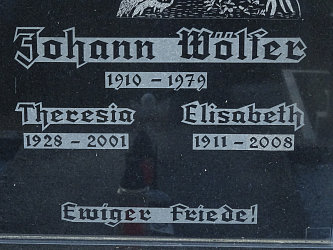 Johann Wölfer
1910 – 1979
Theresia Elisabeth
1928 – 2001 1911 – 2008
Ewiger Friede!